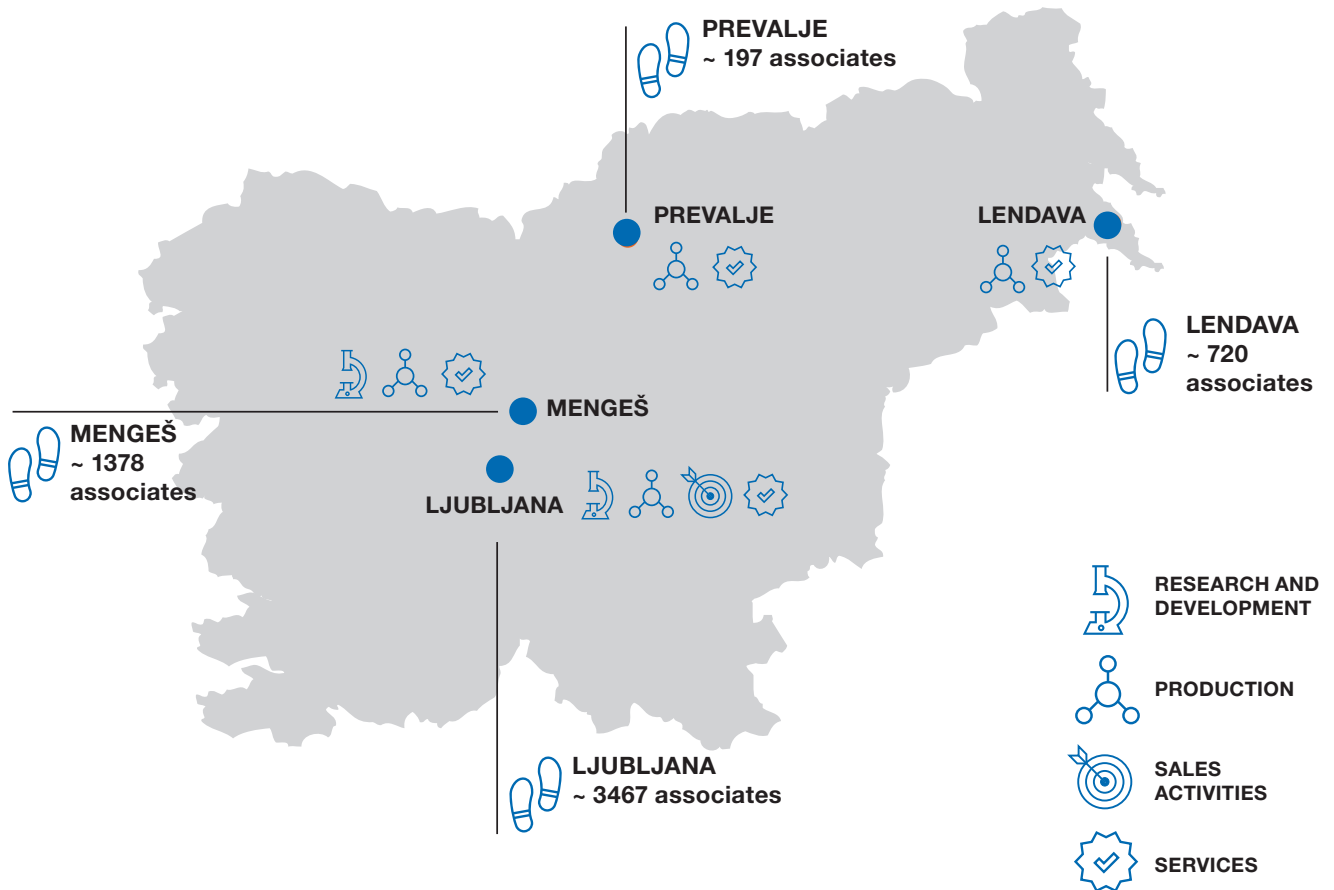 PREVALJE
~ 197 associates
PREVALJE
LENDAVA
LENDAVA
~ 720
associates
MENGEŠ
MENGEŠ
~ 1378
associates
LJUBLJANA
LJUBLJANA
~ 3467 associates
RESEARCH AND
DEVELOPMENT
PRODUCTION
SALES
ACTIVITIES
SERVICES